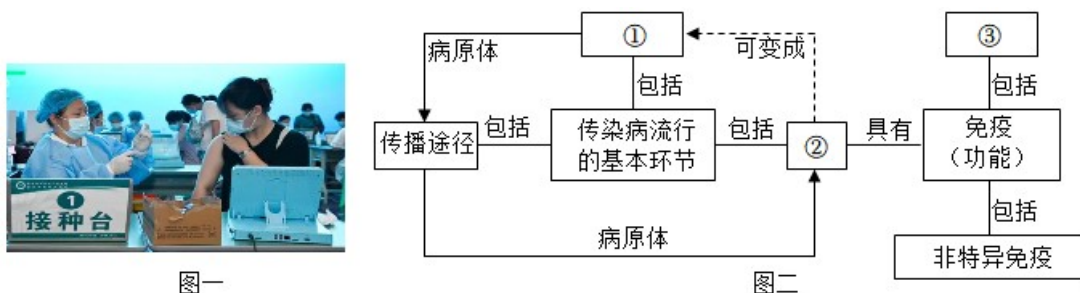 1
接种台
图一
①
③
病原体
可变成
包括
包括
传播途径
包括
传染病流行
的基本环节
包括
②
具有
免疫
(功能)
包括
病原体
非特异免疫
图二